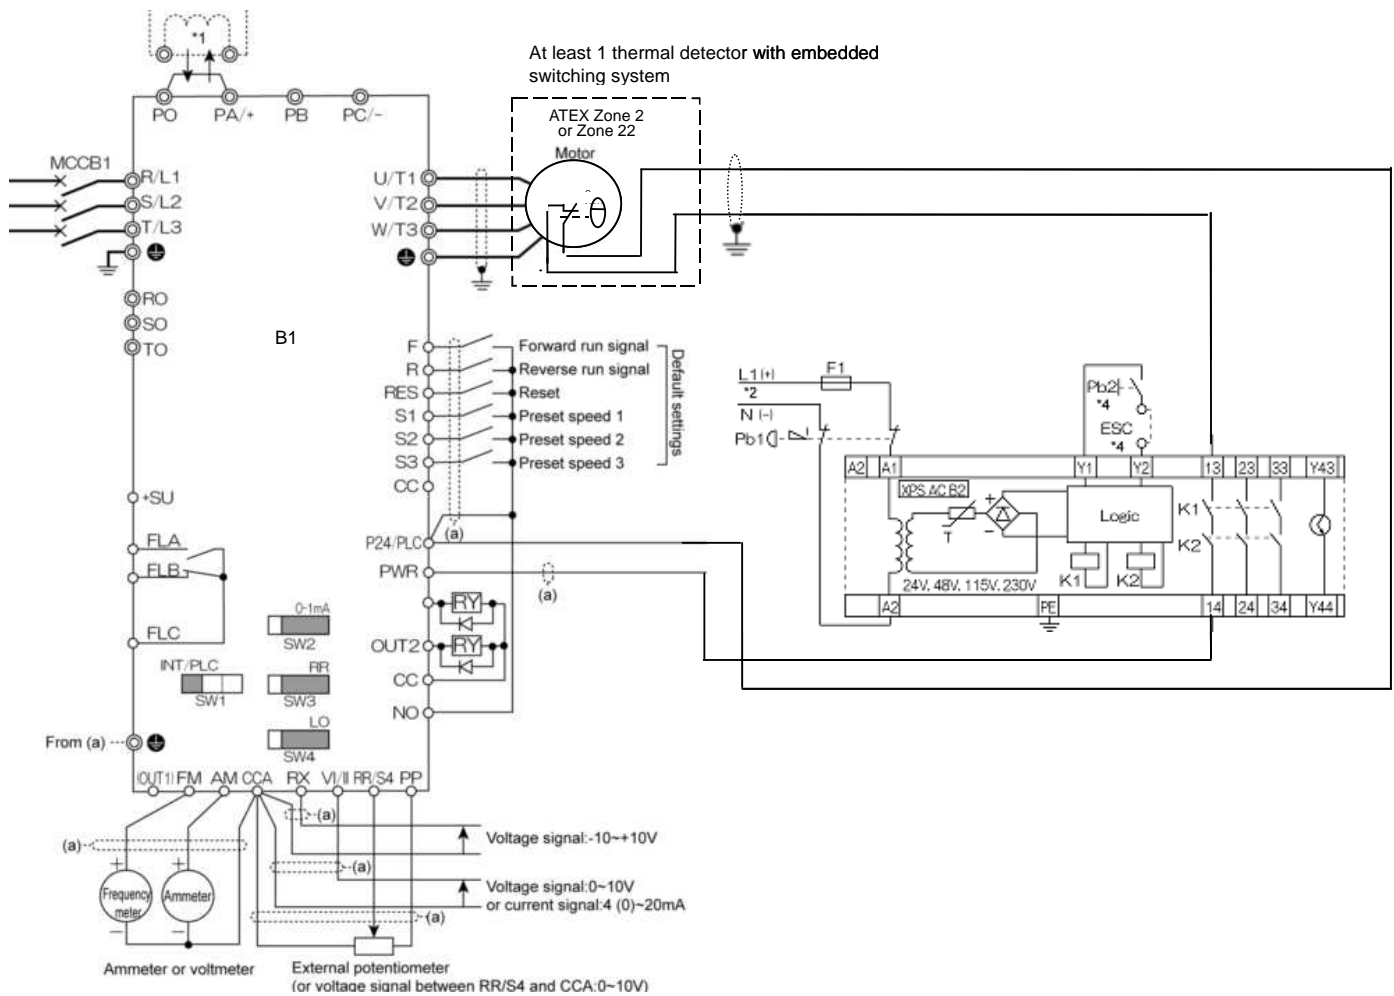 *1
At least 1 thermal detector with embedded
switching system
PO PA/+ PB PC/-
ATEX Zone 2
or Zone 22
Motor
MCCB1
R/L1
S/L2
T/L3
U/T1
V/T2
W/T3
RO
SO
TO
B1
F Forward run signal
R Reverse run signal
RES Reset
S1 Preset speed 1
S2 Preset speed 2
S3 Preset speed 3
Default settings
CC
+SU
(a)
P24/PLC
PWR
(a)
FLA
FLB
FLC
RY
OUT2
RY
CC
NO
0-1mA
SW2
INT/PLC
SW1
RR
SW3
LO
SW4
From (a)
L1 (+)
*2
N (-)
F1
Pb1
Pb2
*4
ESC
*4
A2 A1 Y1 Y2 13 23 33 Y43
XPS AC B2
+
-
T
Logic
K1
K2
K1 K2
24V, 48V, 115V, 230V
A2 PE 14 24 34 Y44
(OUT1) FM AM CCA RX VI/II RR/S4 PP
(a)
(a)
Voltage signal:-10~+10V
(a)
Voltage signal:0~10V
or current signal:4 (0)~20mA
(a)
+ +
Frequency
meter
Ammeter
- -
Ammeter or voltmeter
External potentiometer
(or voltage signal between RR/S4 and CCA:0~10V)